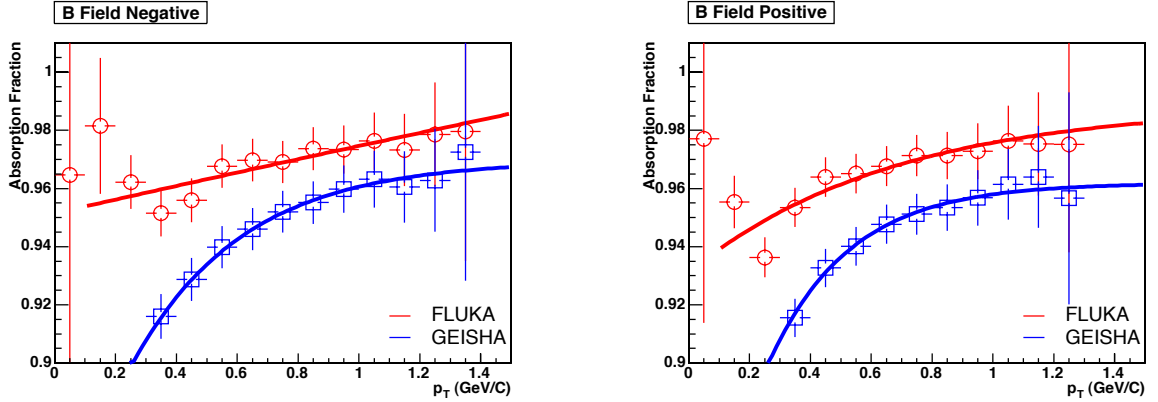 B Field Negative
Absorption Fraction
1
0.98
0.96
0.94
0.92
0.9
0 0.2 0.4 0.6 0.8 1 1.2 1.4
p_T (GeV/C)
FLUKA
GEISHA
B Field Positive
Absorption Fraction
1
0.98
0.96
0.94
0.92
0.9
0 0.2 0.4 0.6 0.8 1 1.2 1.4
p_T (GeV/C)
FLUKA
GEISHA